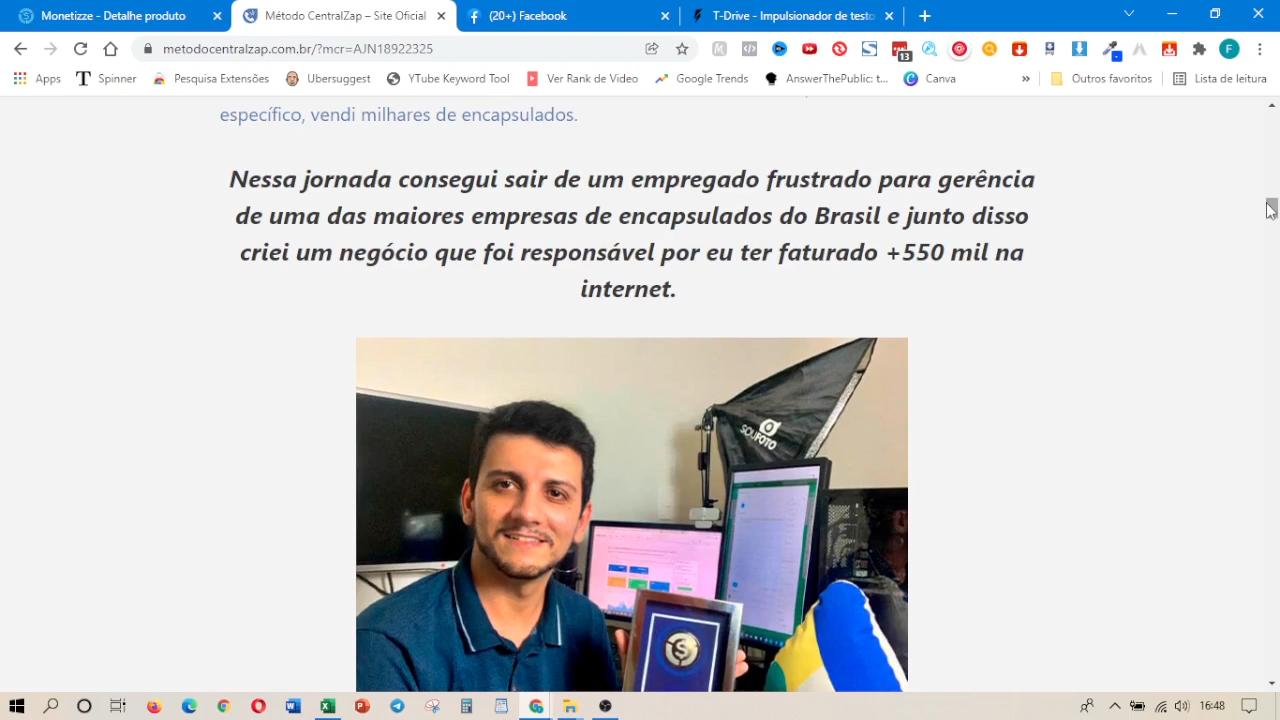 Monetizze - Detalhe produto
Método CentralZap – Site Oficial
(20+) Facebook
T-Drive - Impulsionador de testo
metodocentralzap.com.br/?mcr=AJN18922325
13
F
Apps
Spinner
Pesquisa Extensões
Ubersuggest
YTube Keyword Tool
Ver Rank de Video
Google Trends
AnswerThePublic: t...
Canva
»
Outros favoritos
Lista de leitura
específico, vendi milhares de encapsulados.
Nessa jornada consegui sair de um empregado frustrado para gerência
de uma das maiores empresas de encapsulados do Brasil e junto disso
criei um negócio que foi responsável por eu ter faturado +550 mil na
internet.
SOUFOTO
16:48